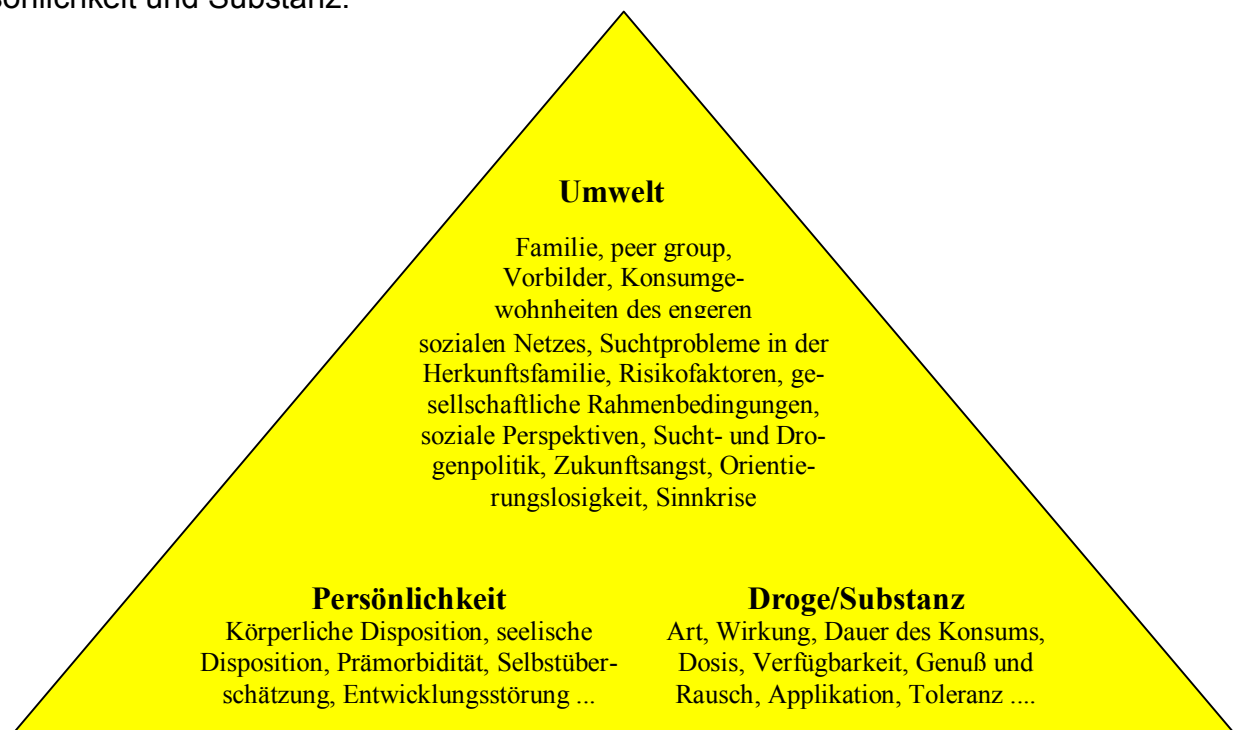 sönlichkeit und Substanz.
Umwelt
Familie, peer group,
Vorbilder, Konsumge-
wohnheiten des engeren
sozialen Netzes, Suchtprobleme in der
Herkunftsfamilie, Risikofaktoren, ge-
sellschaftliche Rahmenbedingungen,
soziale Perspektiven, Sucht- und Dro-
genpolitik, Zukunftsangst, Orientie-
rungslosigkeit, Sinnkrise
Persönlichkeit
Körperliche Disposition, seelische
Disposition, Prämorbidität, Selbstüber-
schätzung, Entwicklungsstörung ...
Droge/Substanz
Art, Wirkung, Dauer des Konsums,
Dosis, Verfügbarkeit, Genuß und
Rausch, Applikation, Toleranz ....